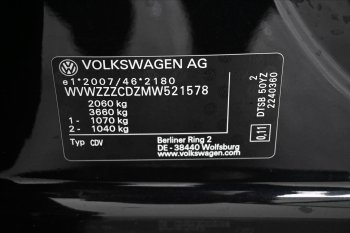 VOLKSWAGEN AG
e1*2007/46*2180
WVWZZZCDZMW521578
2060 kg
3660 kg
1- 1070 kg
2- 1040 kg
Typ CDV
Berliner Ring 2
DE - 38440 Wolfsburg
www.volkswagen.com
2
DTSB 50YZ
2240360
0.11